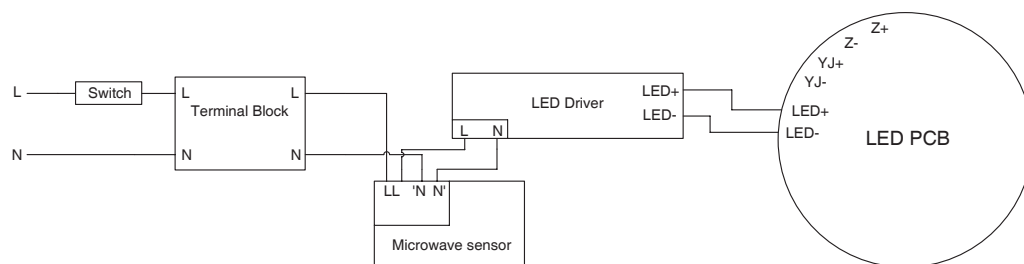 Z+
Z-
YJ+
YJ-
L
Switch
L
Terminal Block
L
LED Driver
LED+
LED-
LED+
LED-
LED PCB
L
N
N
N
N
LL
'N
N'
Microwave sensor